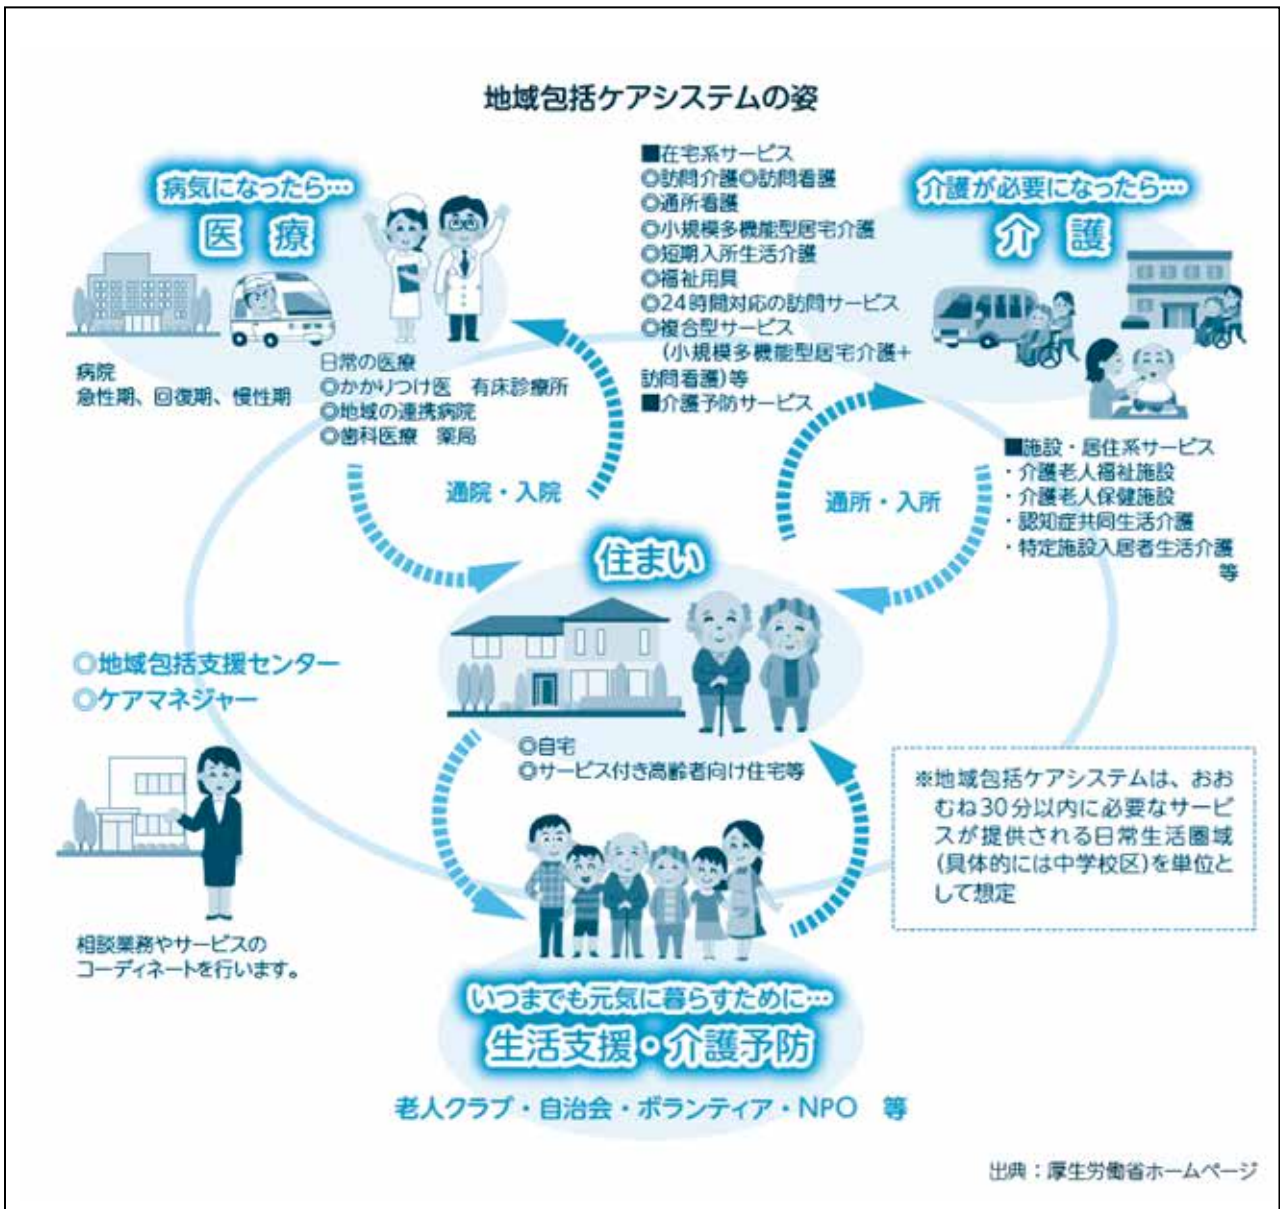 地域包括ケアシステムの姿
病気になったら…
医療
病院
急性期、回復期、慢性期
日常の医療
◎かかりつけ医　有床診療所
◎地域の連携病院
◎歯科医療　薬局
■在宅系サービス
◎訪問介護◎訪問看護
◎通所看護
◎小規模多機能型居宅介護
◎短期入所生活介護
◎福祉用具
◎24時間対応の訪問サービス
◎複合型サービス
（小規模多機能型居宅介護＋
訪問看護）等
■介護予防サービス
介護が必要になったら…
介護
■施設・居住系サービス
・介護老人福祉施設
・介護老人保健施設
・認知症共同生活介護
・特定施設入居者生活介護
等
通院・入院
通所・入所
住まい
◎自宅
◎サービス付き高齢者向け住宅等
◎地域包括支援センター
◎ケアマネジャー
相談業務やサービスの
コーディネートを行います。
※地域包括ケアシステムは、おお
むね30分以内に必要なサービ
スが提供される日常生活圏域
（具体的には中学校区）を単位と
して想定
いつまでも元気に暮らすために…
生活支援・介護予防
老人クラブ・自治会・ボランティア・NPO　等
出典：厚生労働省ホームページ